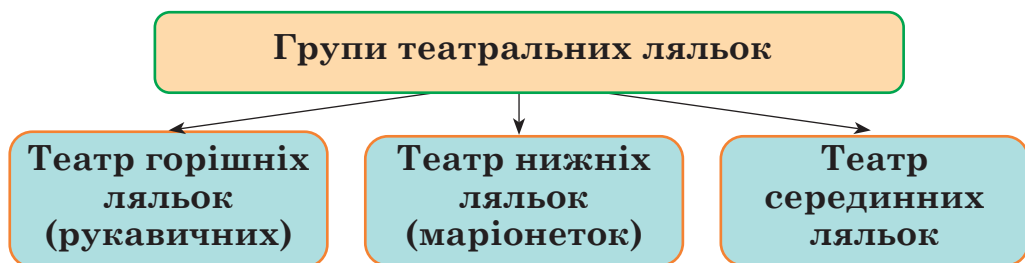 Групи театральних ляльок
Театр горішніх
ляльок
(рукавичних)
Театр нижніх
ляльок
(маріонеток)
Театр
серединних
ляльок